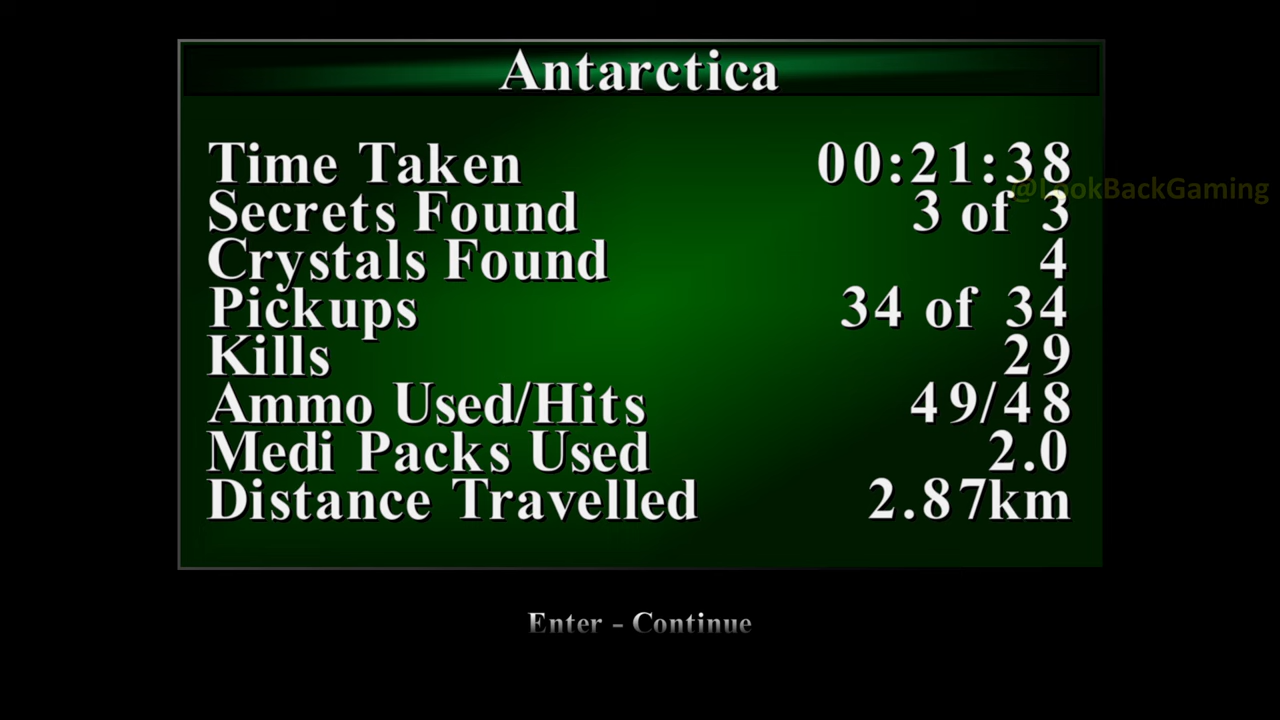 Antarctica
Time Taken 00:21:38
@LookBackGaming
Secrets Found 3 of 3
Crystals Found 4
Pickups 34 of 34
Kills 29
Ammo Used/Hits 49/48
Medi Packs Used 2.0
Distance Travelled 2.87km
Enter - Continue